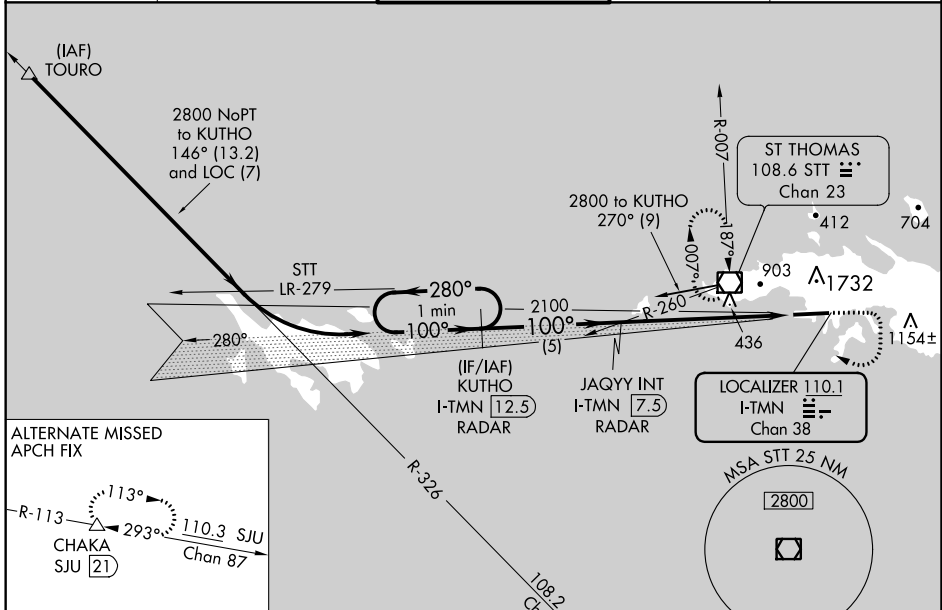 (IAF)
TOURO
2800 NoPT
to KUTHO
146° (13.2)
and LOC (7)
R-007
ST THOMAS
108.6 STT
Chan 23
2800 to KUTHO
270° (9)
187°
007°
412
704
903
1732
STT
LR-279
280°
1 min
100°
2100
R-260
280°
100°
(5)
436
1154±
(IF/IAF)
KUTHO
I-TMN 12.5
RADAR
JAQYY INT
I-TMN 7.5
RADAR
LOCALIZER 110.1
I-TMN
Chan 38
ALTERNATE MISSED
APCH FIX
R-113
113°
293°
110.3 SJU
Chan 87
CHAKA
SJU 21
R-326
108.2
MSA STT 25 NM
2800